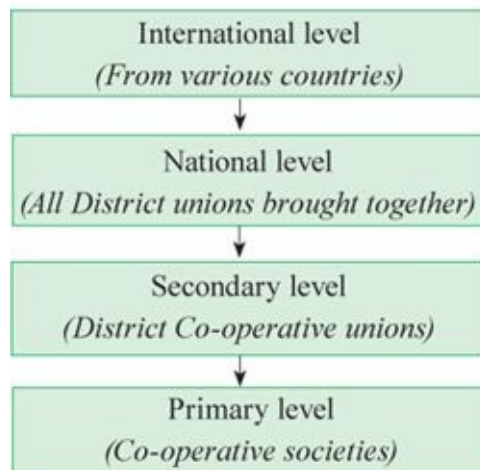 International level
(From various countries)
National level
(All District unions brought together)
Secondary level
(District Co-operative unions)
Primary level
(Co-operative societies)